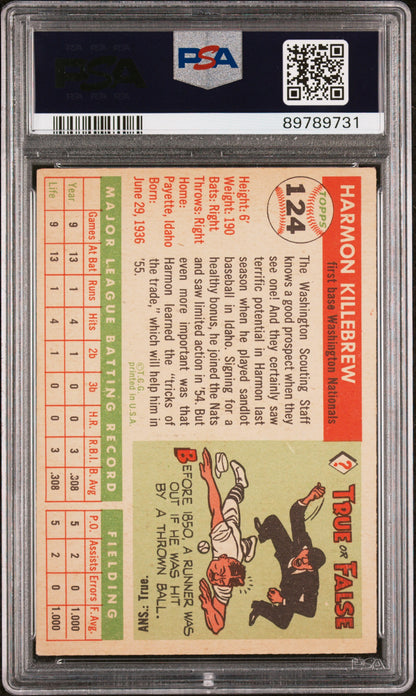 PSA
PSA
89789731
TOPPS
124
HARMON KILLEBREW
first base Washington Nationals
Height: 6'
Weight: 190
Bats: Right
Throws: Right
Home:
Payette, Idaho
Born:
June 29, 1936
The Washington Scouting Staff
knows a good prospect when they
see one! And they certainly saw
terrific potential in Harmon last
season when he played sandlot
baseball in Idaho. Signing for a
healthy bonus, he joined the Nats
and saw limited action in '54. But
even more important was that
Harmon learned the "tricks of
the trade," which will help him in
'55.
©T.C.G.
printed in U.S.A.
?
TRUE OR FALSE
BEFORE 1850, A RUNNER WAS
OUT IF HE WAS HIT
BY A THROWN BALL.
ANS.: True.
MAJOR LEAGUE BATTING RECORD FIELDING
Games At Bat Runs Hits 2b 3b H.R. R.B.I. B. Avg P.O. Assists Errors F. Avg.
Year 9 13 1 4 1 0 0 3 .308 5 2 0 1.000
Life 9 13 1 4 1 0 0 3 .308 5 2 0 1.000